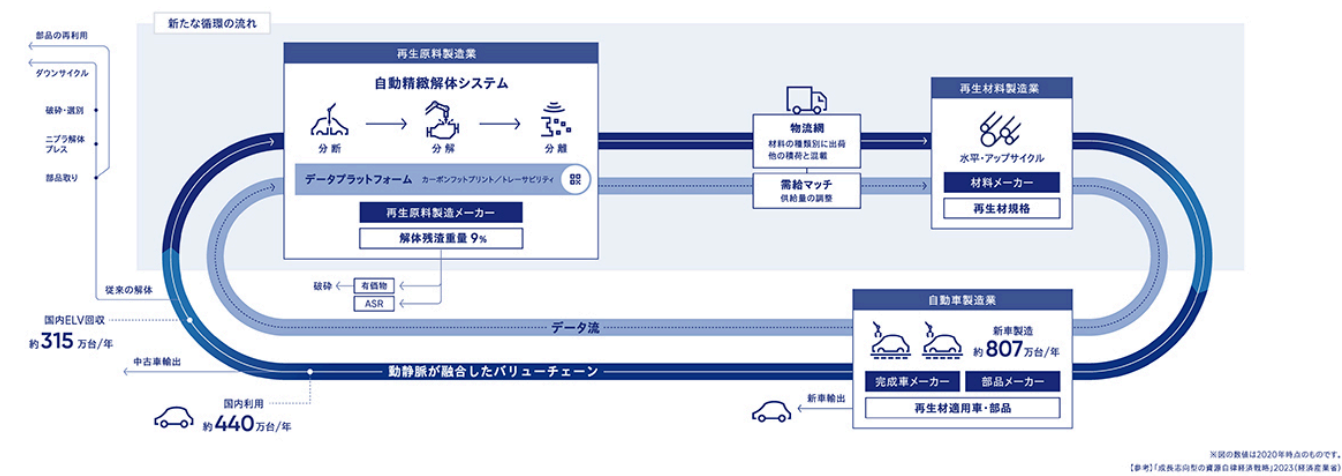 新たな循環の流れ
部品の再利用
ダウンサイクル
破砕・選別
ニブラ解体
プレス
部品取り
従来の解体
国内ELV回収
約315万台/年
中古車輸出
国内利用
約440万台/年
再生原料製造業
自動精緻解体システム
分断
分解
分離
データプラットフォーム カーボンフットプリント/トレーサビリティ
再生原料製造メーカー
解体残渣重量 9%
破砕
有価物
ASR
物流網
材料の種類別に出荷
他の積荷と混載
需給マッチ
供給量の調整
再生材料製造業
水平・アップサイクル
材料メーカー
再生材規格
自動車製造業
新車製造
約807万台/年
完成車メーカー
部品メーカー
再生材適用車・部品
新車輸出
データ流
動静脈が融合したバリューチェーン
※図の数値は2020年時点のものです。
【参考】「成長志向型の資源自律経済戦略」2023(経済産業省)